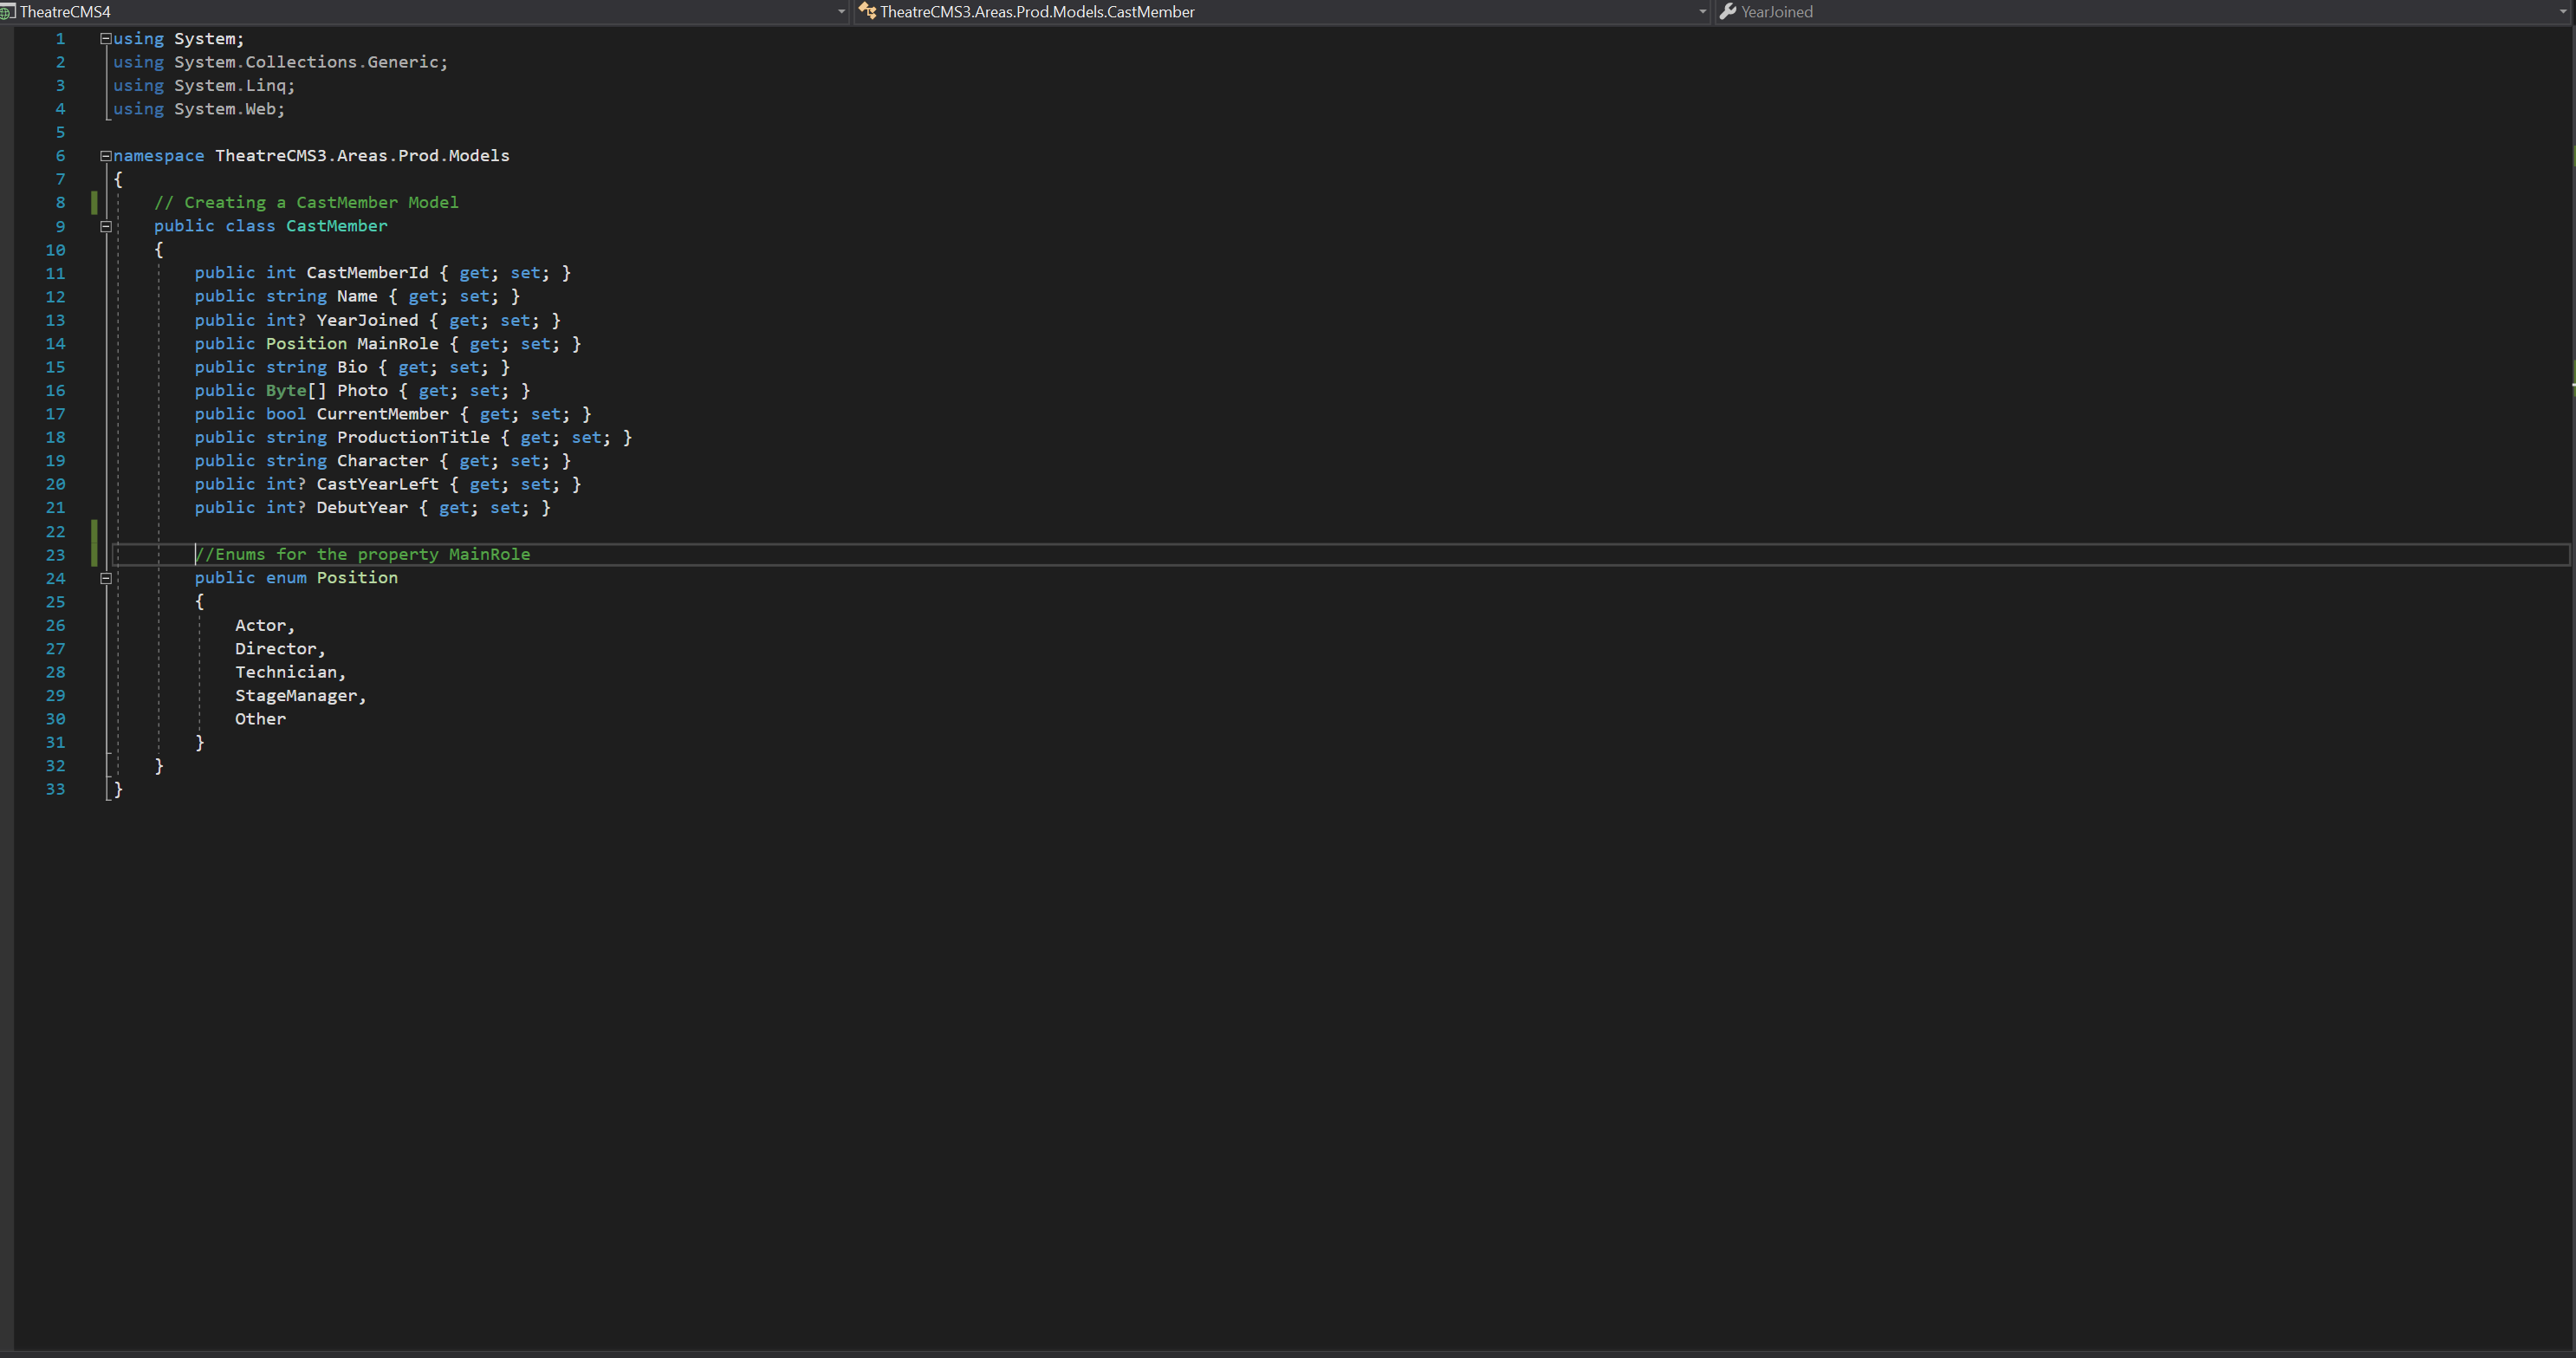 TheatreCMS4 TheatreCMS3.Areas.Prod.Models.CastMember YearJoined
1 using System;
2 using System.Collections.Generic;
3 using System.Linq;
4 using System.Web;
5
6 namespace TheatreCMS3.Areas.Prod.Models
7 {
8 // Creating a CastMember Model
9 public class CastMember
10 {
11 public int CastMemberId { get; set; }
12 public string Name { get; set; }
13 public int? YearJoined { get; set; }
14 public Position MainRole { get; set; }
15 public string Bio { get; set; }
16 public Byte[] Photo { get; set; }
17 public bool CurrentMember { get; set; }
18 public string ProductionTitle { get; set; }
19 public string Character { get; set; }
20 public int? CastYearLeft { get; set; }
21 public int? DebutYear { get; set; }
22
23 //Enums for the property MainRole
24 public enum Position
25 {
26 Actor,
27 Director,
28 Technician,
29 StageManager,
30 Other
31 }
32 }
33 }